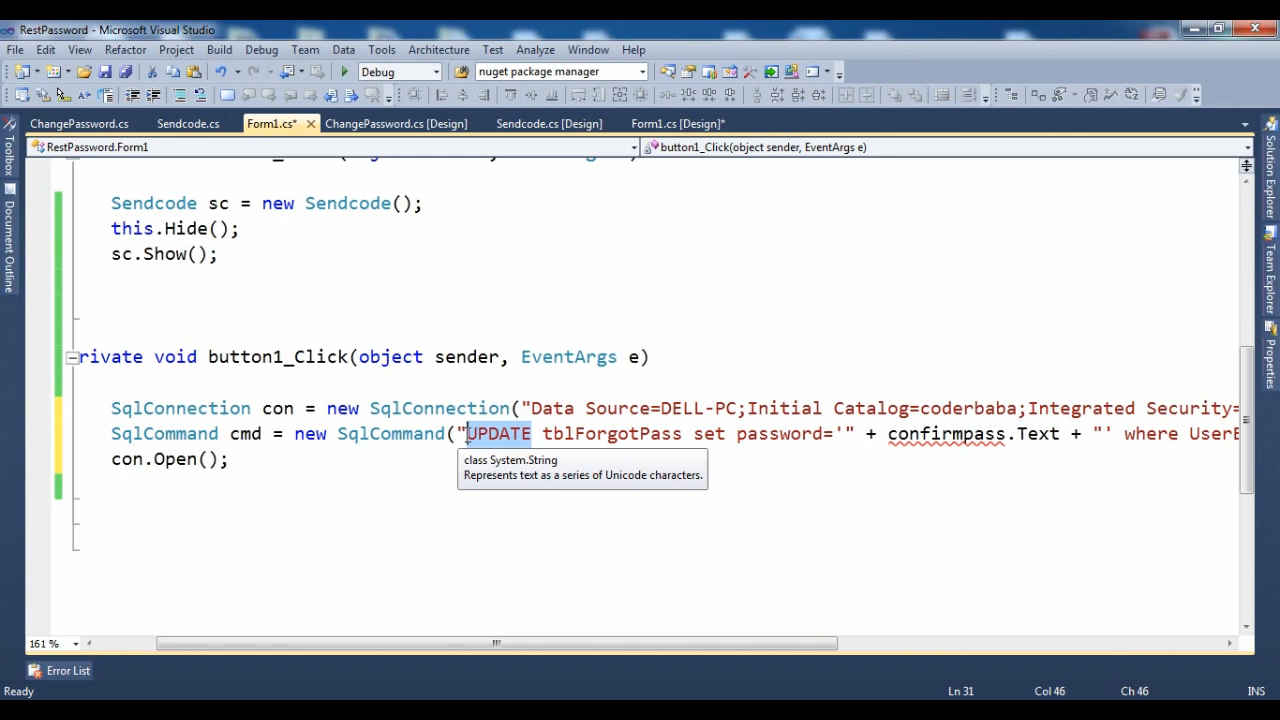 RestPassword - Microsoft Visual Studio
File Edit View Refactor Project Build Debug Team Data Tools Architecture Test Analyze Window Help
Debug nuget package manager
ChangePassword.cs Sendcode.cs Form1.cs* ChangePassword.cs [Design] Sendcode.cs [Design] Form1.cs [Design]*
RestPassword.Form1 button1_Click(object sender, EventArgs e)
Toolbox
Document Outline
Solution Explorer
Team Explorer
Properties
Sendcode sc = new Sendcode();
this.Hide();
sc.Show();
rivate void button1_Click(object sender, EventArgs e)
SqlConnection con = new SqlConnection("Data Source=DELL-PC;Initial Catalog=coderbaba;Integrated Security=
SqlCommand cmd = new SqlCommand("UPDATE tblForgotPass set password='" + confirmpass.Text + "' where UserE
con.Open();
class System.String
Represents text as a series of Unicode characters.
161 %
Error List
Ready Ln 31 Col 46 Ch 46 INS